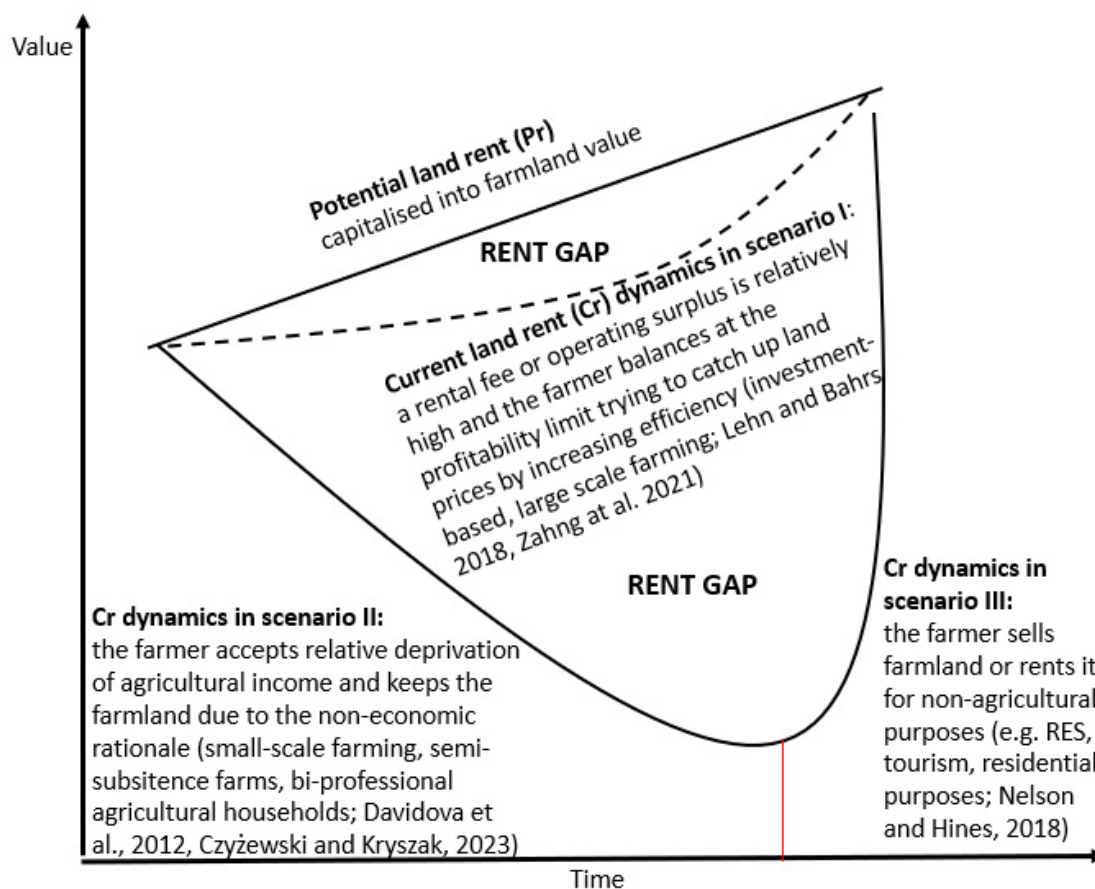 Value
Potential land rent (Pr)
capitalised into farmland value
RENT GAP
Current land rent (Cr) dynamics in scenario I:
a rental fee or operating surplus is relatively
high and the farmer balances at the
profitability limit trying to catch up land
prices by increasing efficiency (investment-
based, large scale farming; Lehn and Bahrs
2018, Zahng at al. 2021)
RENT GAP
Cr dynamics in scenario II:
the farmer accepts relative deprivation
of agricultural income and keeps the
farmland due to the non-economic
rationale (small-scale farming, semi-
subsitence farms, bi-professional
agricultural households; Davidova et
al., 2012, Czyżewski and Kryszak, 2023)
Cr dynamics in
scenario III:
the farmer sells
farmland or rents it
for non-agricultural
purposes (e.g. RES,
tourism, residential
purposes; Nelson
and Hines, 2018)
Time